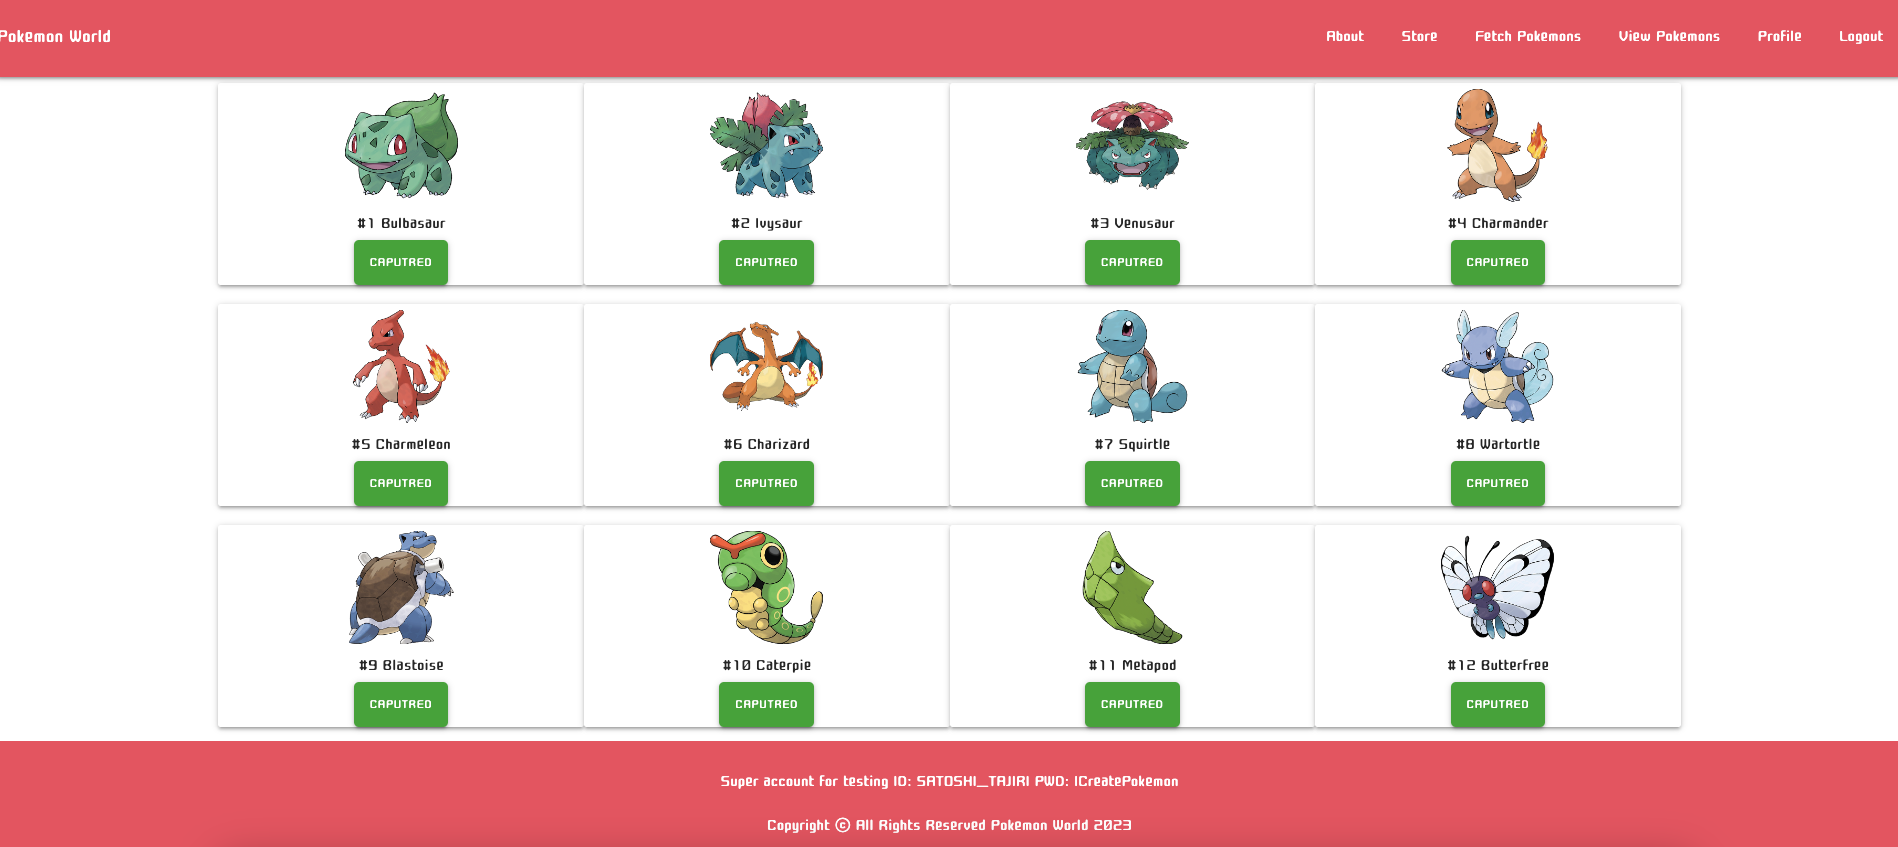 Pokemon World About Store Fetch Pokemons View Pokemons Profile Logout
#1 Bulbasaur #2 Ivysaur #3 Venusaur #4 Charmander
CAPUTRED CAPUTRED CAPUTRED CAPUTRED
#5 Charmeleon #6 Charizard #7 Squirtle #8 Wartortle
CAPUTRED CAPUTRED CAPUTRED CAPUTRED
#9 Blastoise #10 Caterpie #11 Metapod #12 Butterfree
CAPUTRED CAPUTRED CAPUTRED CAPUTRED
Super account for testing ID: SATOSHI_TAJIRI PWD: ICreatePokemon
Copyright © All Rights Reserved Pokemon World 2023